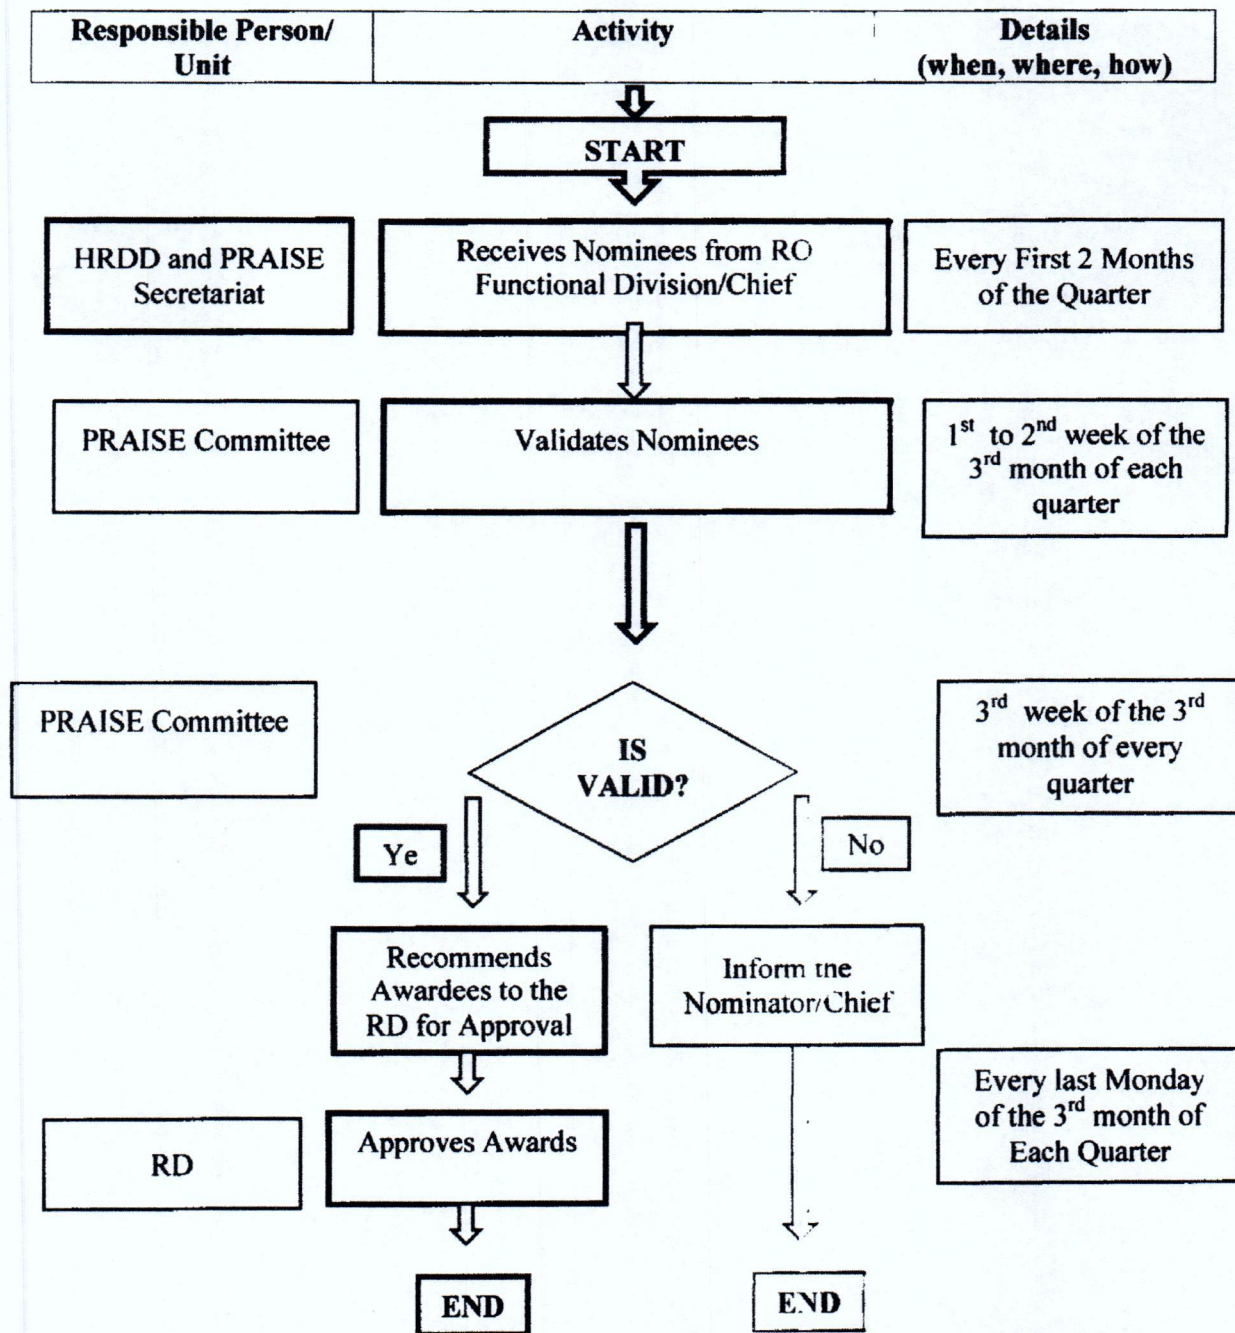 Responsible Person/
Unit
Activity
Details
(when, where, how)
START
HRDD and PRAISE
Secretariat
Receives Nominees from RO
Functional Division/Chief
Every First 2 Months
of the Quarter
PRAISE Committee
Validates Nominees
1st to 2nd week of the
3rd month of each
quarter
PRAISE Committee
IS
VALID?
3rd week of the 3rd
month of every
quarter
Ye
No
Recommends
Awardees to the
RD for Approval
Inform the
Nominator/Chief
Every last Monday
of the 3rd month of
Each Quarter
RD
Approves Awards
END
END